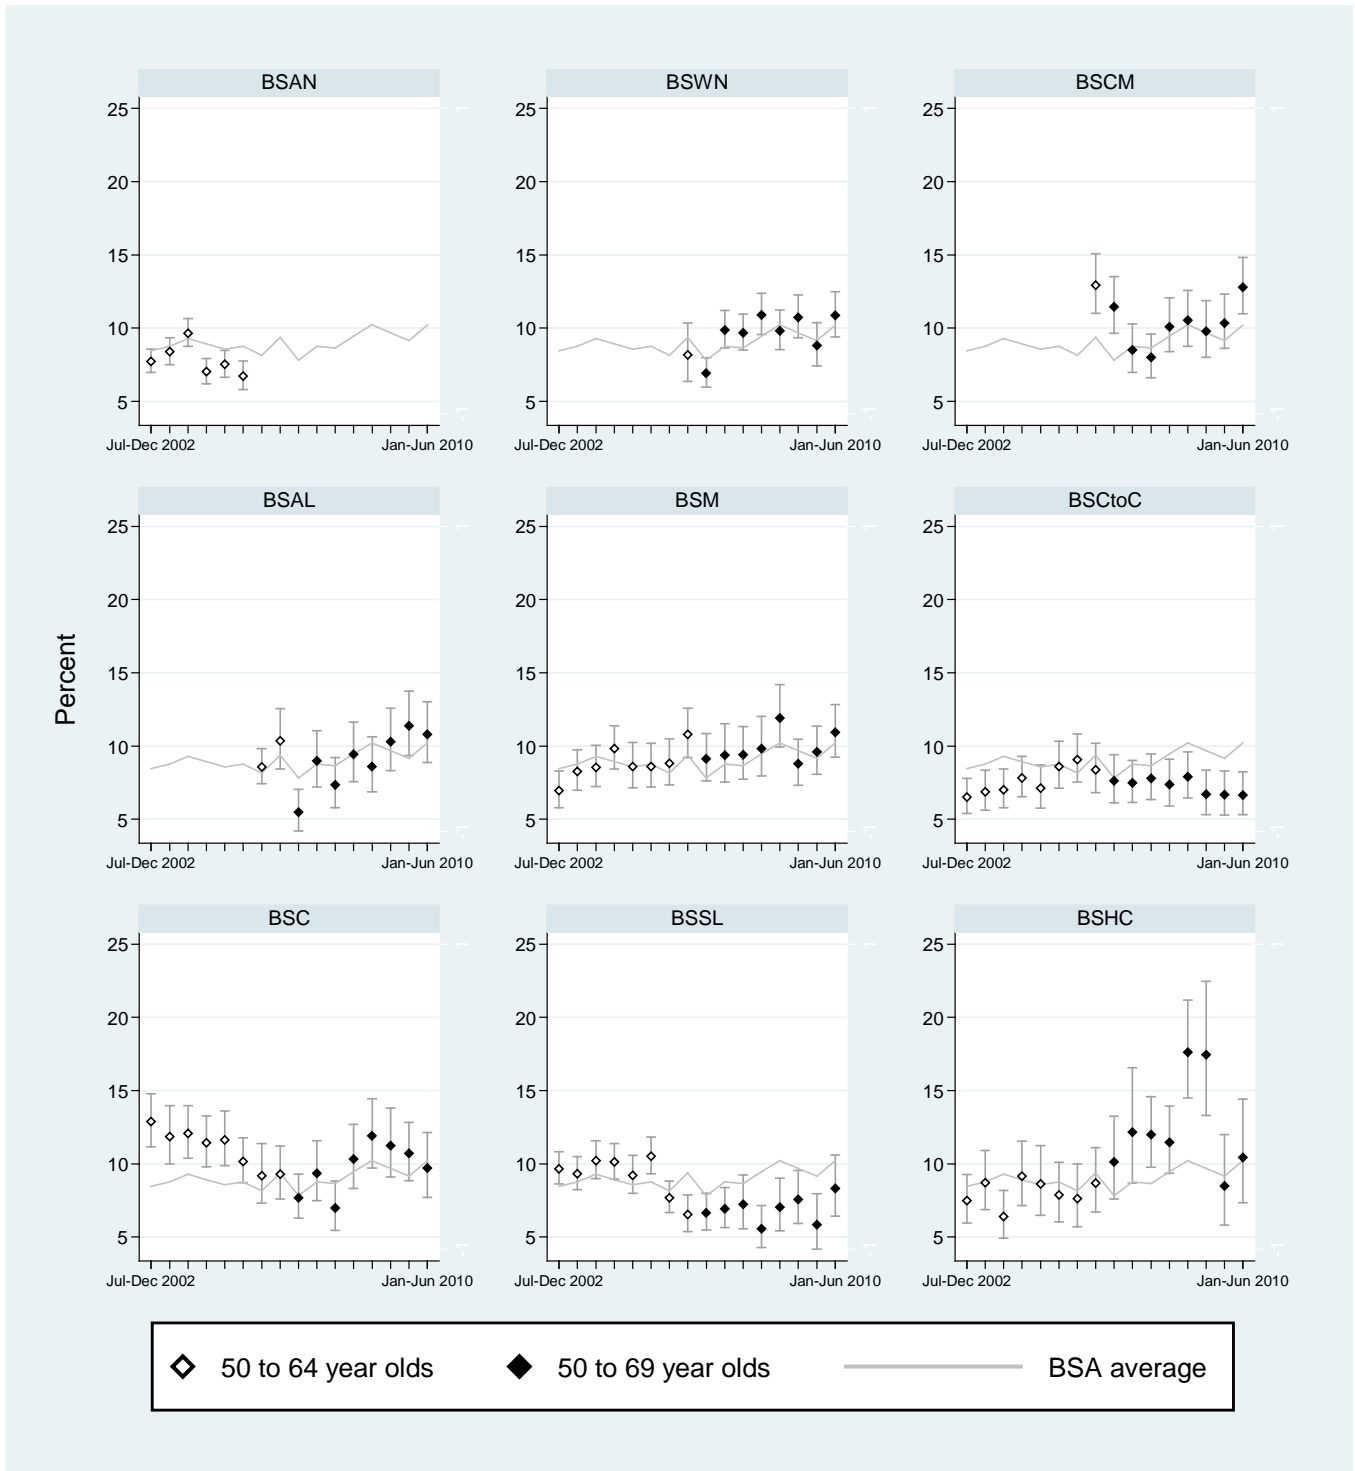 BSAN BSWN BSCM
25 25 25
20 20 20
15 15 15
10 10 10
5 5 5
Jul-Dec 2002 Jan-Jun 2010 Jul-Dec 2002 Jan-Jun 2010 Jul-Dec 2002 Jan-Jun 2010
BSAL BSM BSCtoC
25 25 25
20 20 20
Percent
15 15 15
10 10 10
5 5 5
Jul-Dec 2002 Jan-Jun 2010 Jul-Dec 2002 Jan-Jun 2010 Jul-Dec 2002 Jan-Jun 2010
BSC BSSL BSHC
25 25 25
20 20 20
15 15 15
10 10 10
5 5 5
Jul-Dec 2002 Jan-Jun 2010 Jul-Dec 2002 Jan-Jun 2010 Jul-Dec 2002 Jan-Jun 2010
50 to 64 year olds 50 to 69 year olds BSA average